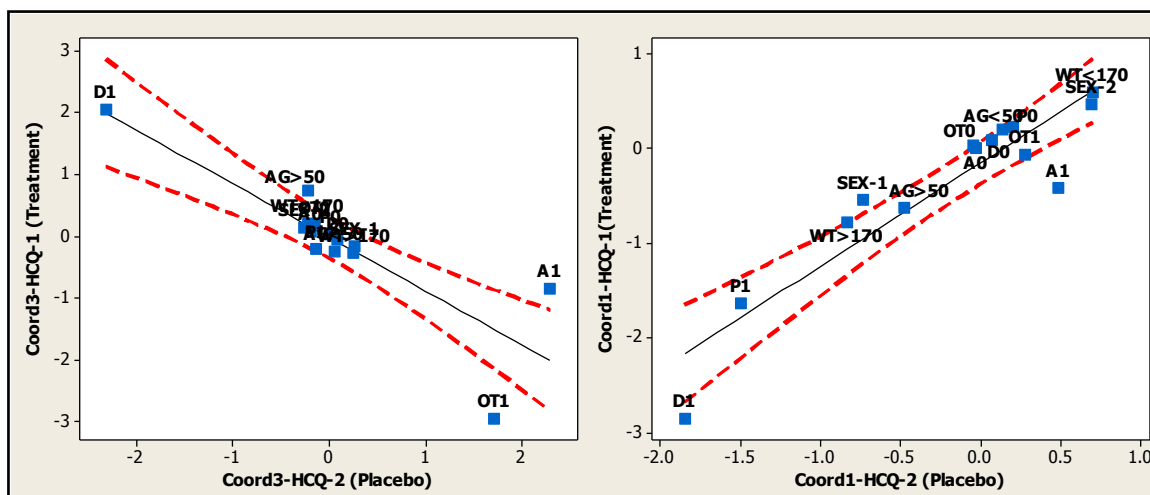 3
2
1
0
-1
-2
-3
-2
-1
0
1
2
Coord3-HCQ-1 (Treatment)
Coord3-HCQ-2 (Placebo)
D1
AG>50
A1
OT1
1
0
-1
-2
-3
-2.0
-1.5
-1.0
-0.5
0.0
0.5
1.0
Coord1-HCQ-1(Treatment)
Coord1-HCQ-2 (Placebo)
WT<170
SEX-2
AG<50
P0
OT0
OT1
D0
A0
A1
SEX-1
AG>50
WT>170
P1
D1